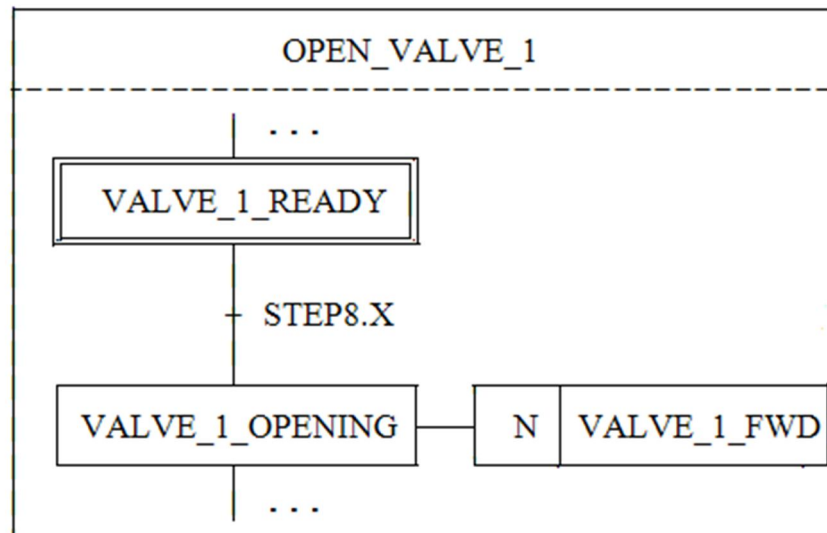 OPEN_VALVE_1
...
VALVE_1_READY
STEP8.X
VALVE_1_OPENING N VALVE_1_FWD
...